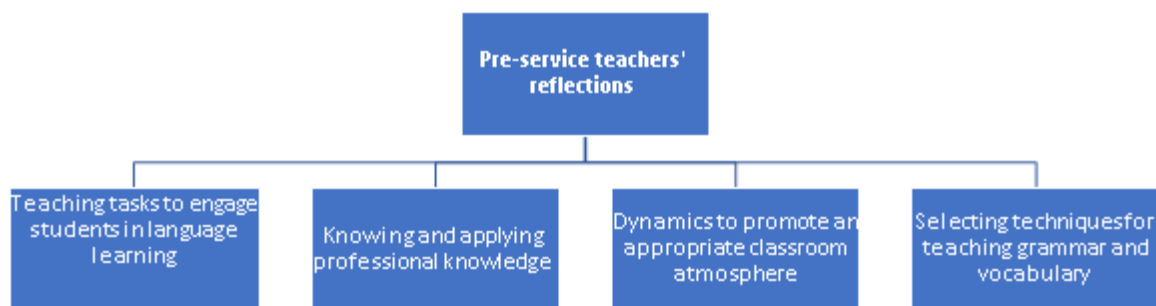 Pre-service teachers'
reflections
Teaching tasks to engage
students in language
learning
Knowing and applying
professional knowledge
Dynamics to promote an
appropriate classroom
atmosphere
Selecting techniques for
teaching grammar and
vocabulary